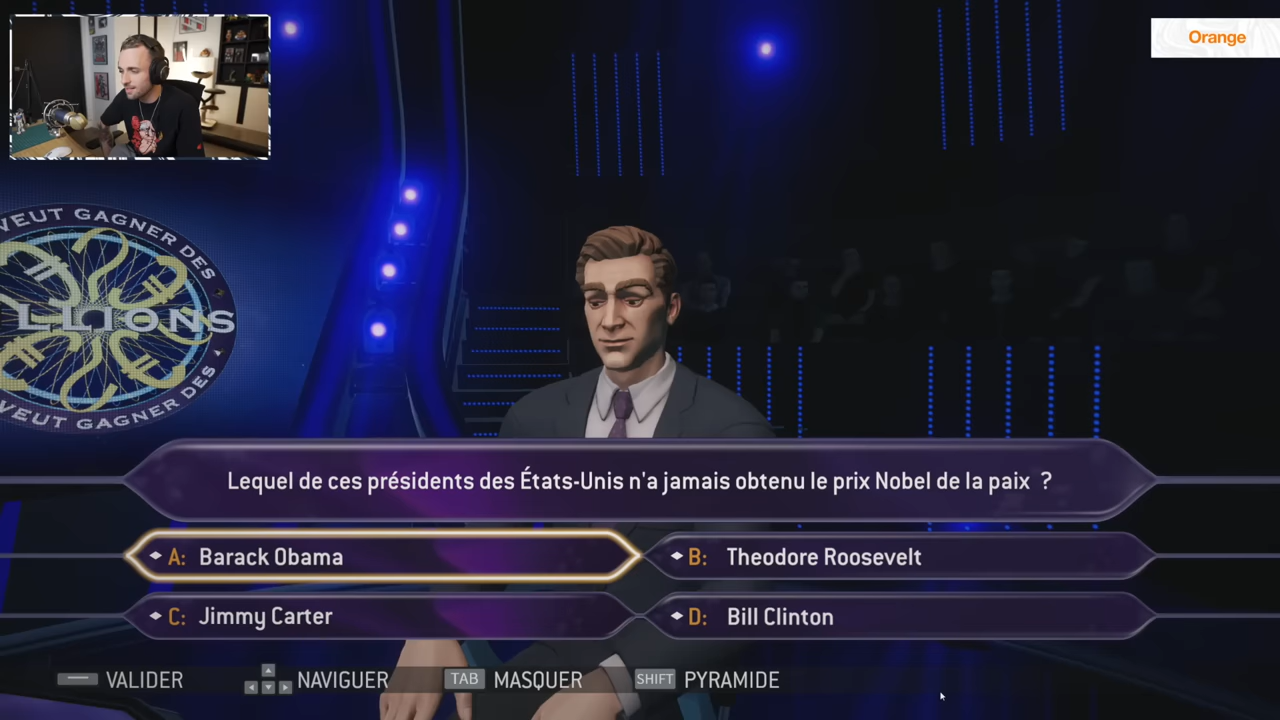 Orange
VEUT GAGNER DES
LLIONS
VEUT GAGNER DES
Lequel de ces présidents des États-Unis n'a jamais obtenu le prix Nobel de la paix ?
A: Barack Obama
B: Theodore Roosevelt
C: Jimmy Carter
D: Bill Clinton
VALIDER
NAVIGUER
TAB MASQUER
SHIFT PYRAMIDE